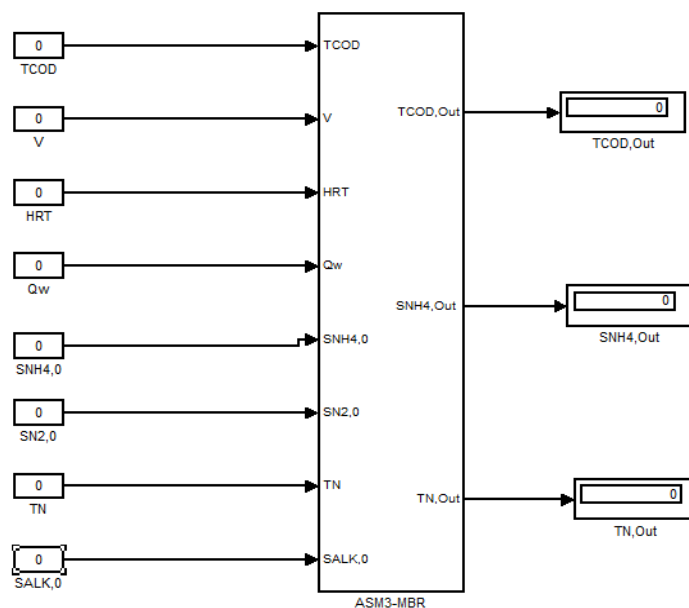 0
TCOD
0
V
0
HRT
0
Qw
0
SNH4,0
0
SN2,0
0
TN
0
SALK,0
TCOD
V
HRT
Qw
SNH4,0
SN2,0
TN
SALK,0
TCOD,Out
SNH4,Out
TN,Out
ASM3-MBR
0
TCOD,Out
0
SNH4,Out
0
TN,Out